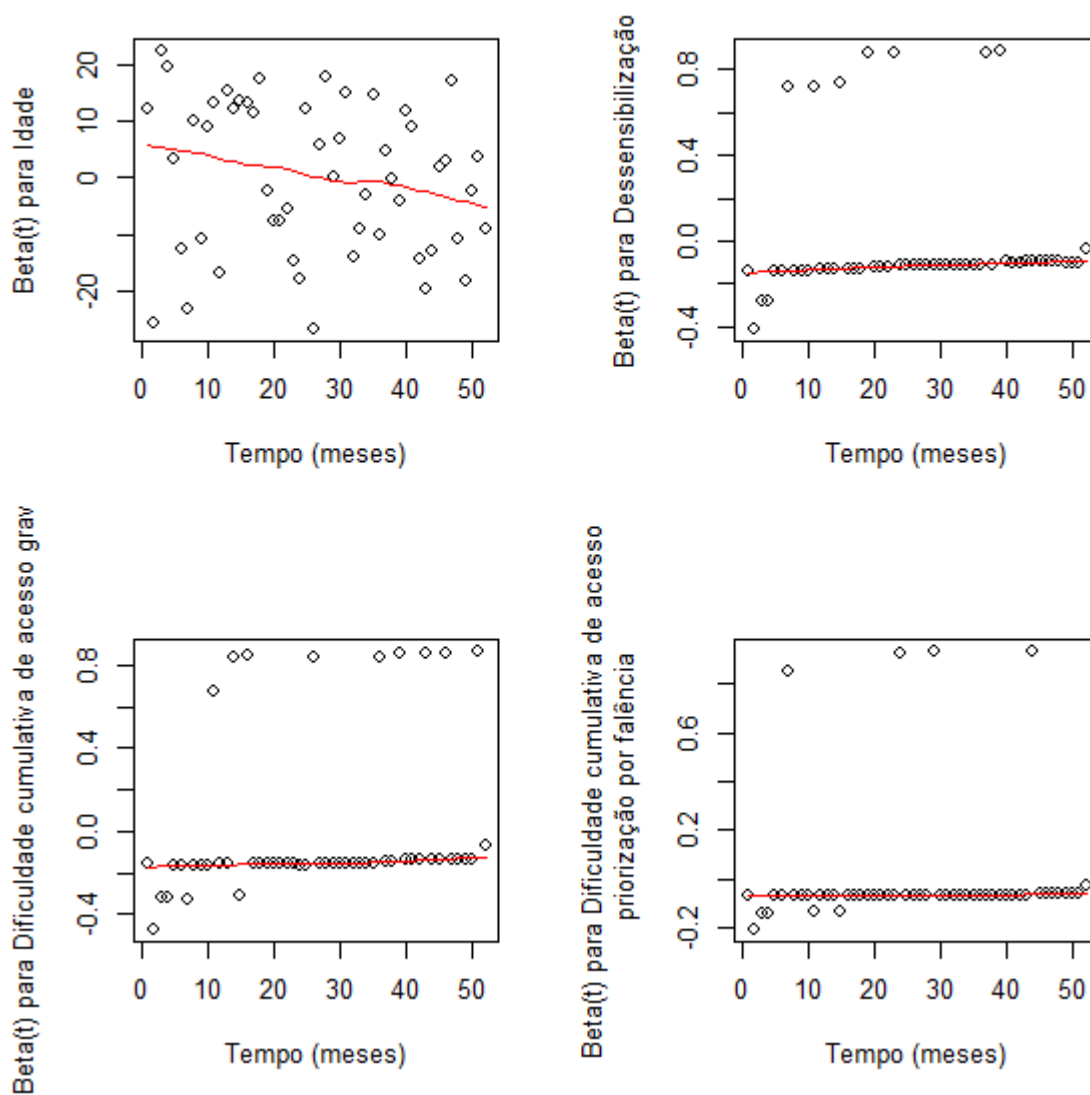 Beta(t) para Idade
20
10
0
-20
0 10 20 30 40 50
Tempo (meses)
Beta(t) para Dessensibilização
0.8
0.4
0.0
-0.4
0 10 20 30 40 50
Tempo (meses)
Beta(t) para Dificuldade cumulativa de acesso grav
0.8
0.4
0.0
-0.4
0 10 20 30 40 50
Tempo (meses)
Beta(t) para Dificuldade cumulativa de acesso
priorização por falência
0.6
0.2
-0.2
0 10 20 30 40 50
Tempo (meses)